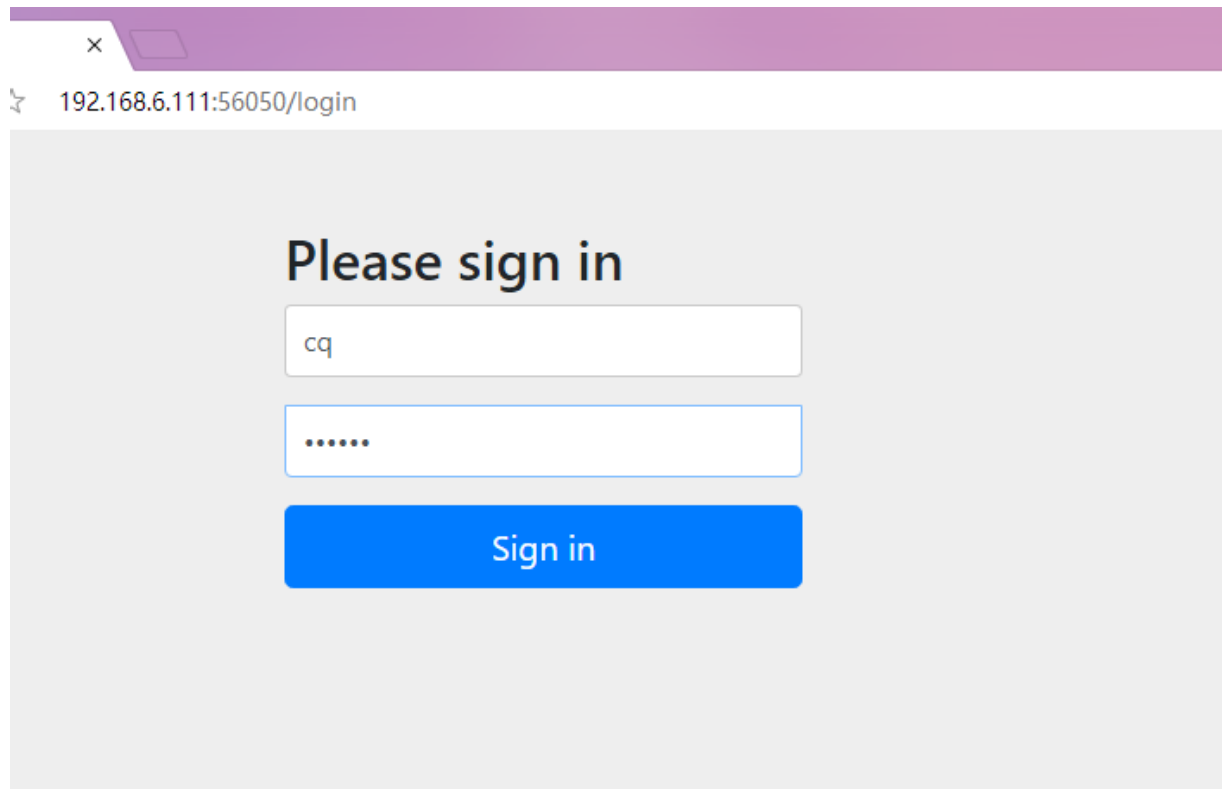 192.168.6.111:56050/login
Please sign in
cq
••••••
Sign in